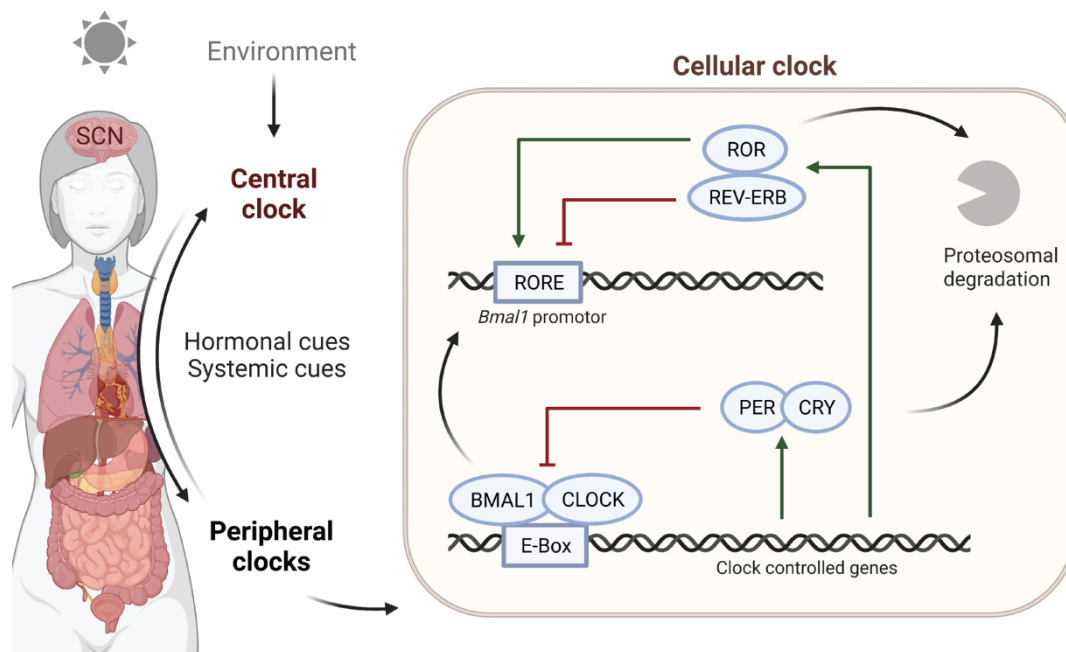 Environment
SCN
Central
clock
Hormonal cues
Systemic cues
Peripheral
clocks
Cellular clock
ROR
REV-ERB
RORE
Bmal1 promotor
Proteosomal
degradation
PER
CRY
BMAL1
CLOCK
E-Box
Clock controlled genes